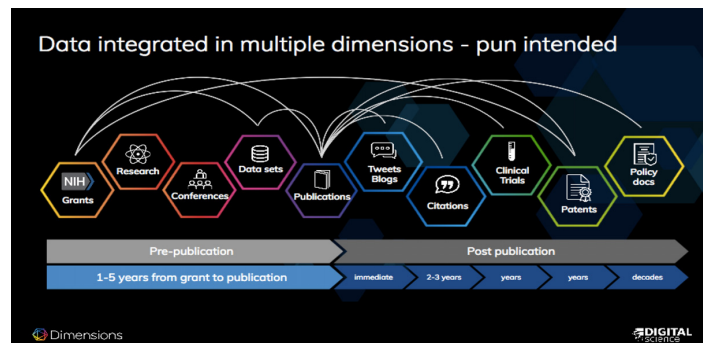 Data integrated in multiple dimensions - pun intended
NIH
Grants
Research
Conferences
Data sets
Publications
Tweets
Blogs
Citations
Clinical
Trials
Patents
Policy
docs
Pre-publication
Post publication
1-5 years from grant to publication
immediate
2-3 years
years
years
decades
Dimensions
DIGITAL
science